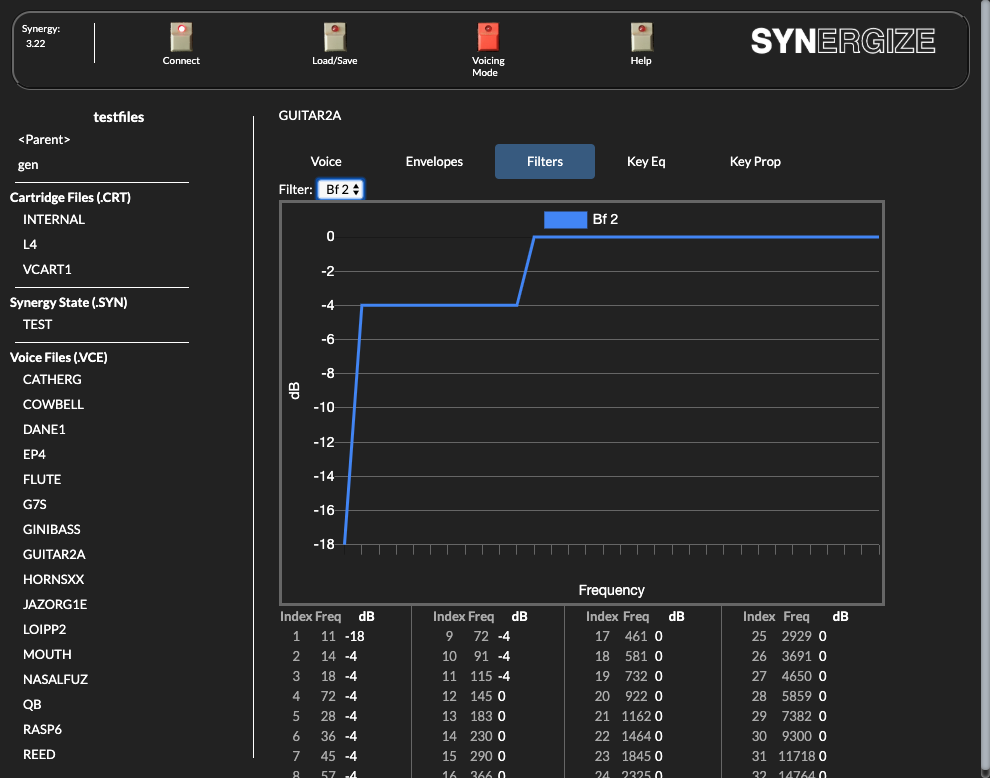 Synergy:
3.22
Connect
Load/Save
Voicing
Mode
Help
SYNERGIZE
testfiles
<Parent>
gen
Cartridge Files (.CRT)
INTERNAL
L4
VCART1
Synergy State (.SYN)
TEST
Voice Files (.VCE)
CATHERG
COWBELL
DANE1
EP4
FLUTE
G7S
GINIBASS
GUITAR2A
HORNSXX
JAZORG1E
LOIPP2
MOUTH
NASALFUZ
QB
RASP6
REED
GUITAR2A
Voice Envelopes Filters Key Eq Key Prop
Filter: Bf 2
Bf 2
0
-2
-4
-6
-8
-10
-12
-14
-16
-18
dB
Frequency
Index Freq dB Index Freq dB Index Freq dB Index Freq dB
1 11 -18 9 72 -4 17 461 0 25 2929 0
2 14 -4 10 91 -4 18 581 0 26 3691 0
3 18 -4 11 115 -4 19 732 0 27 4650 0
4 72 -4 12 145 0 20 922 0 28 5859 0
5 28 -4 13 183 0 21 1162 0 29 7382 0
6 36 -4 14 230 0 22 1464 0 30 9300 0
7 45 -4 15 290 0 23 1845 0 31 11718 0
8 57 -4 16 366 0 24 2325 0 32 14764 0